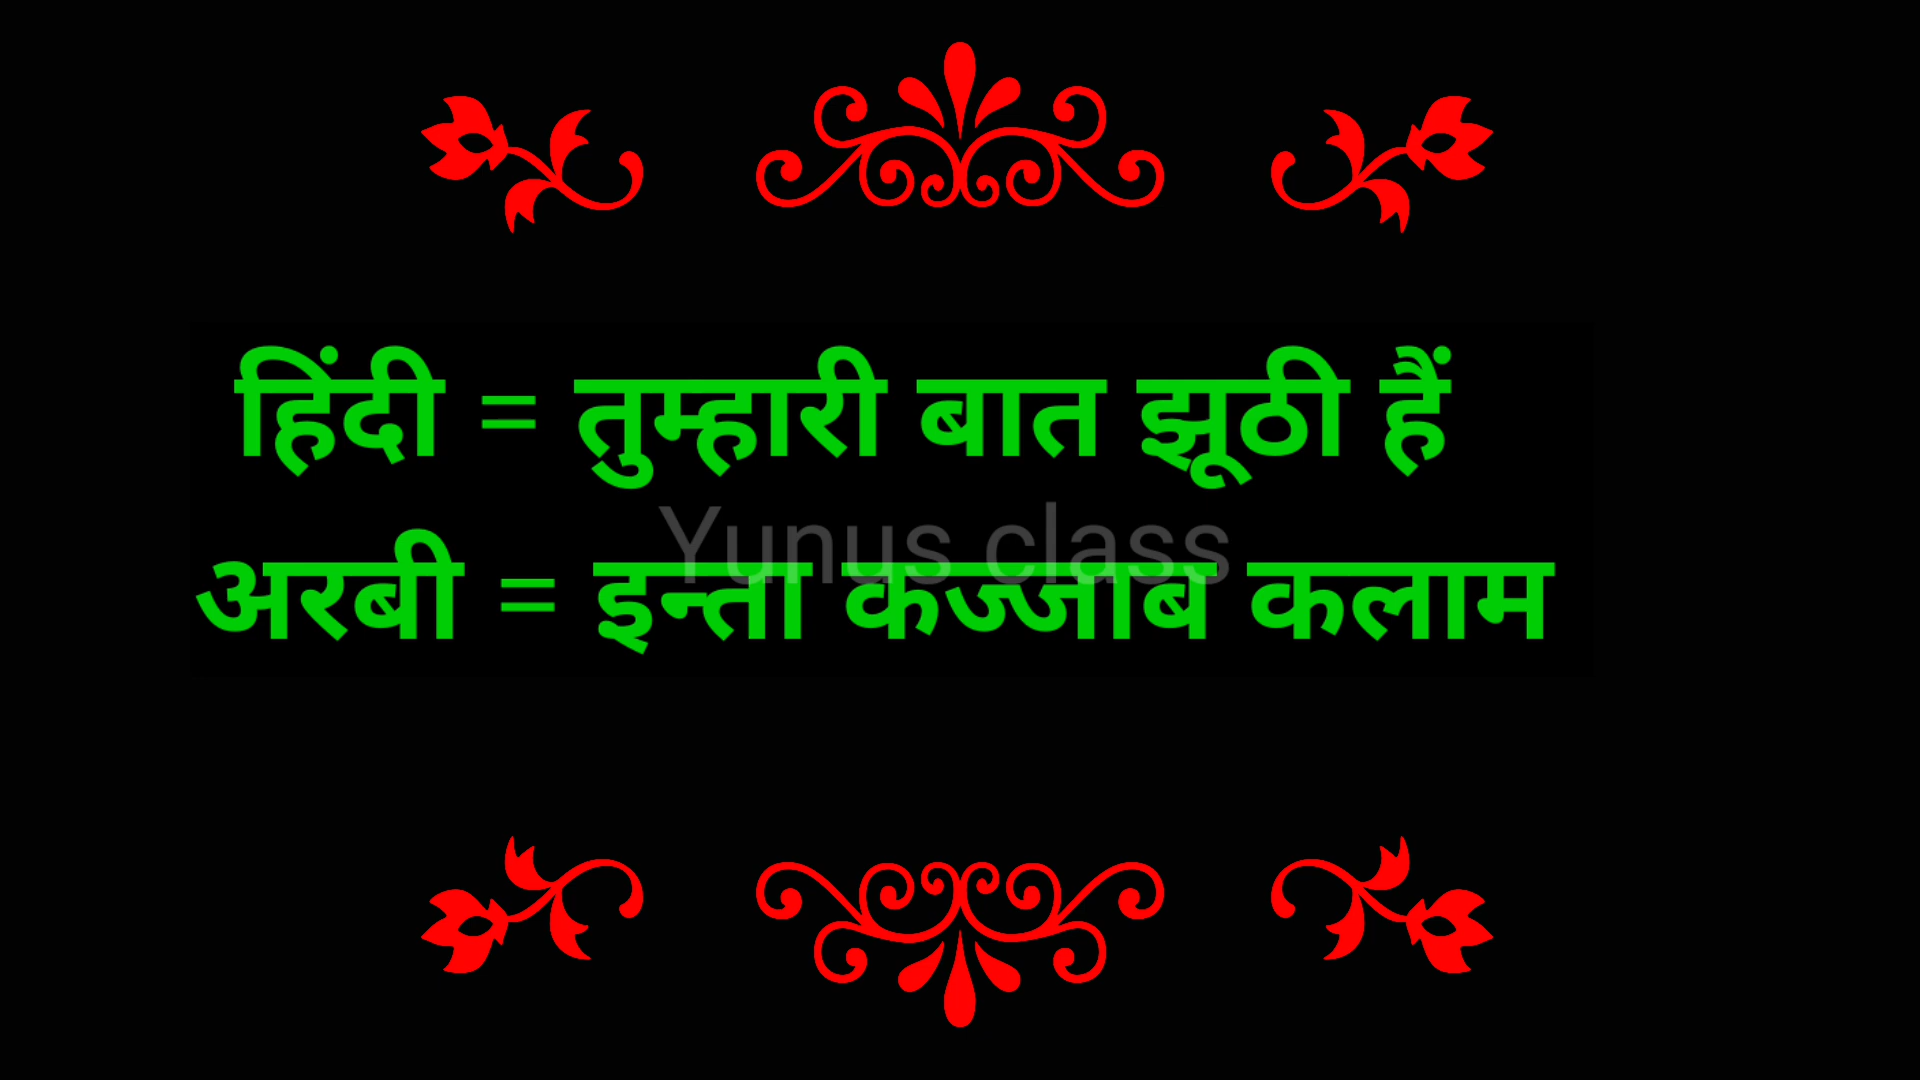 हिंदी = तुम्हारी बात झूठी हैं
Yunus class
अरबी = इन्ता कज्जाब कलाम